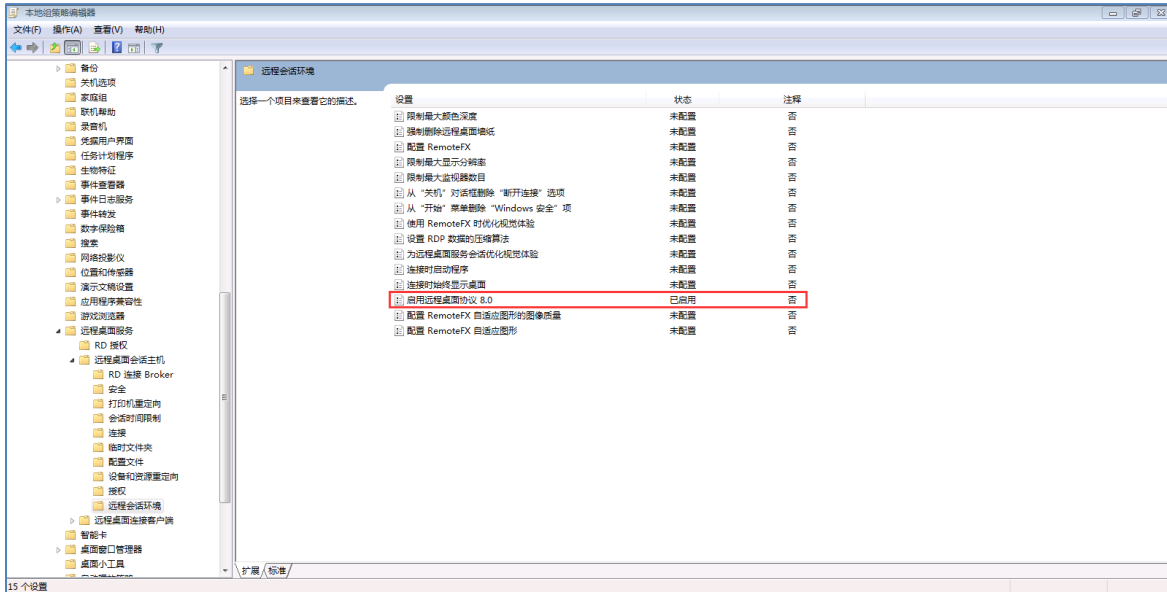 本地组策略编辑器
文件(F) 操作(A) 查看(V) 帮助(H)
备份
关机选项
家庭组
联机帮助
录音机
凭据用户界面
任务计划程序
生物特征
事件查看器
事件日志服务
事件转发
数字保险箱
搜索
网络投影仪
位置和传感器
演示文稿设置
应用程序兼容性
游戏浏览器
远程桌面服务
RD 授权
远程桌面会话主机
RD 连接 Broker
安全
打印机重定向
会话时间限制
连接
临时文件夹
配置文件
设备和资源重定向
授权
远程会话环境
远程桌面连接客户端
智能卡
桌面窗口管理器
桌面小工具
远程会话环境
选择一个项目来查看它的描述。
设置 状态 注释
限制最大颜色深度 未配置 否
强制删除远程桌面墙纸 未配置 否
配置 RemoteFX 未配置 否
限制最大显示分辨率 未配置 否
限制最大监视器数目 未配置 否
从“关机”对话框删除“断开连接”选项 未配置 否
从“开始”菜单删除“Windows 安全”项 未配置 否
使用 RemoteFX 时优化视觉体验 未配置 否
设置 RDP 数据的压缩算法 未配置 否
为远程桌面服务会话优化视觉体验 未配置 否
连接时启动程序 未配置 否
连接时始终显示桌面 未配置 否
启用远程桌面协议 8.0 已启用 否
配置 RemoteFX 自适应图形的图像质量 未配置 否
配置 RemoteFX 自适应图形 未配置 否
扩展 标准
15 个设置